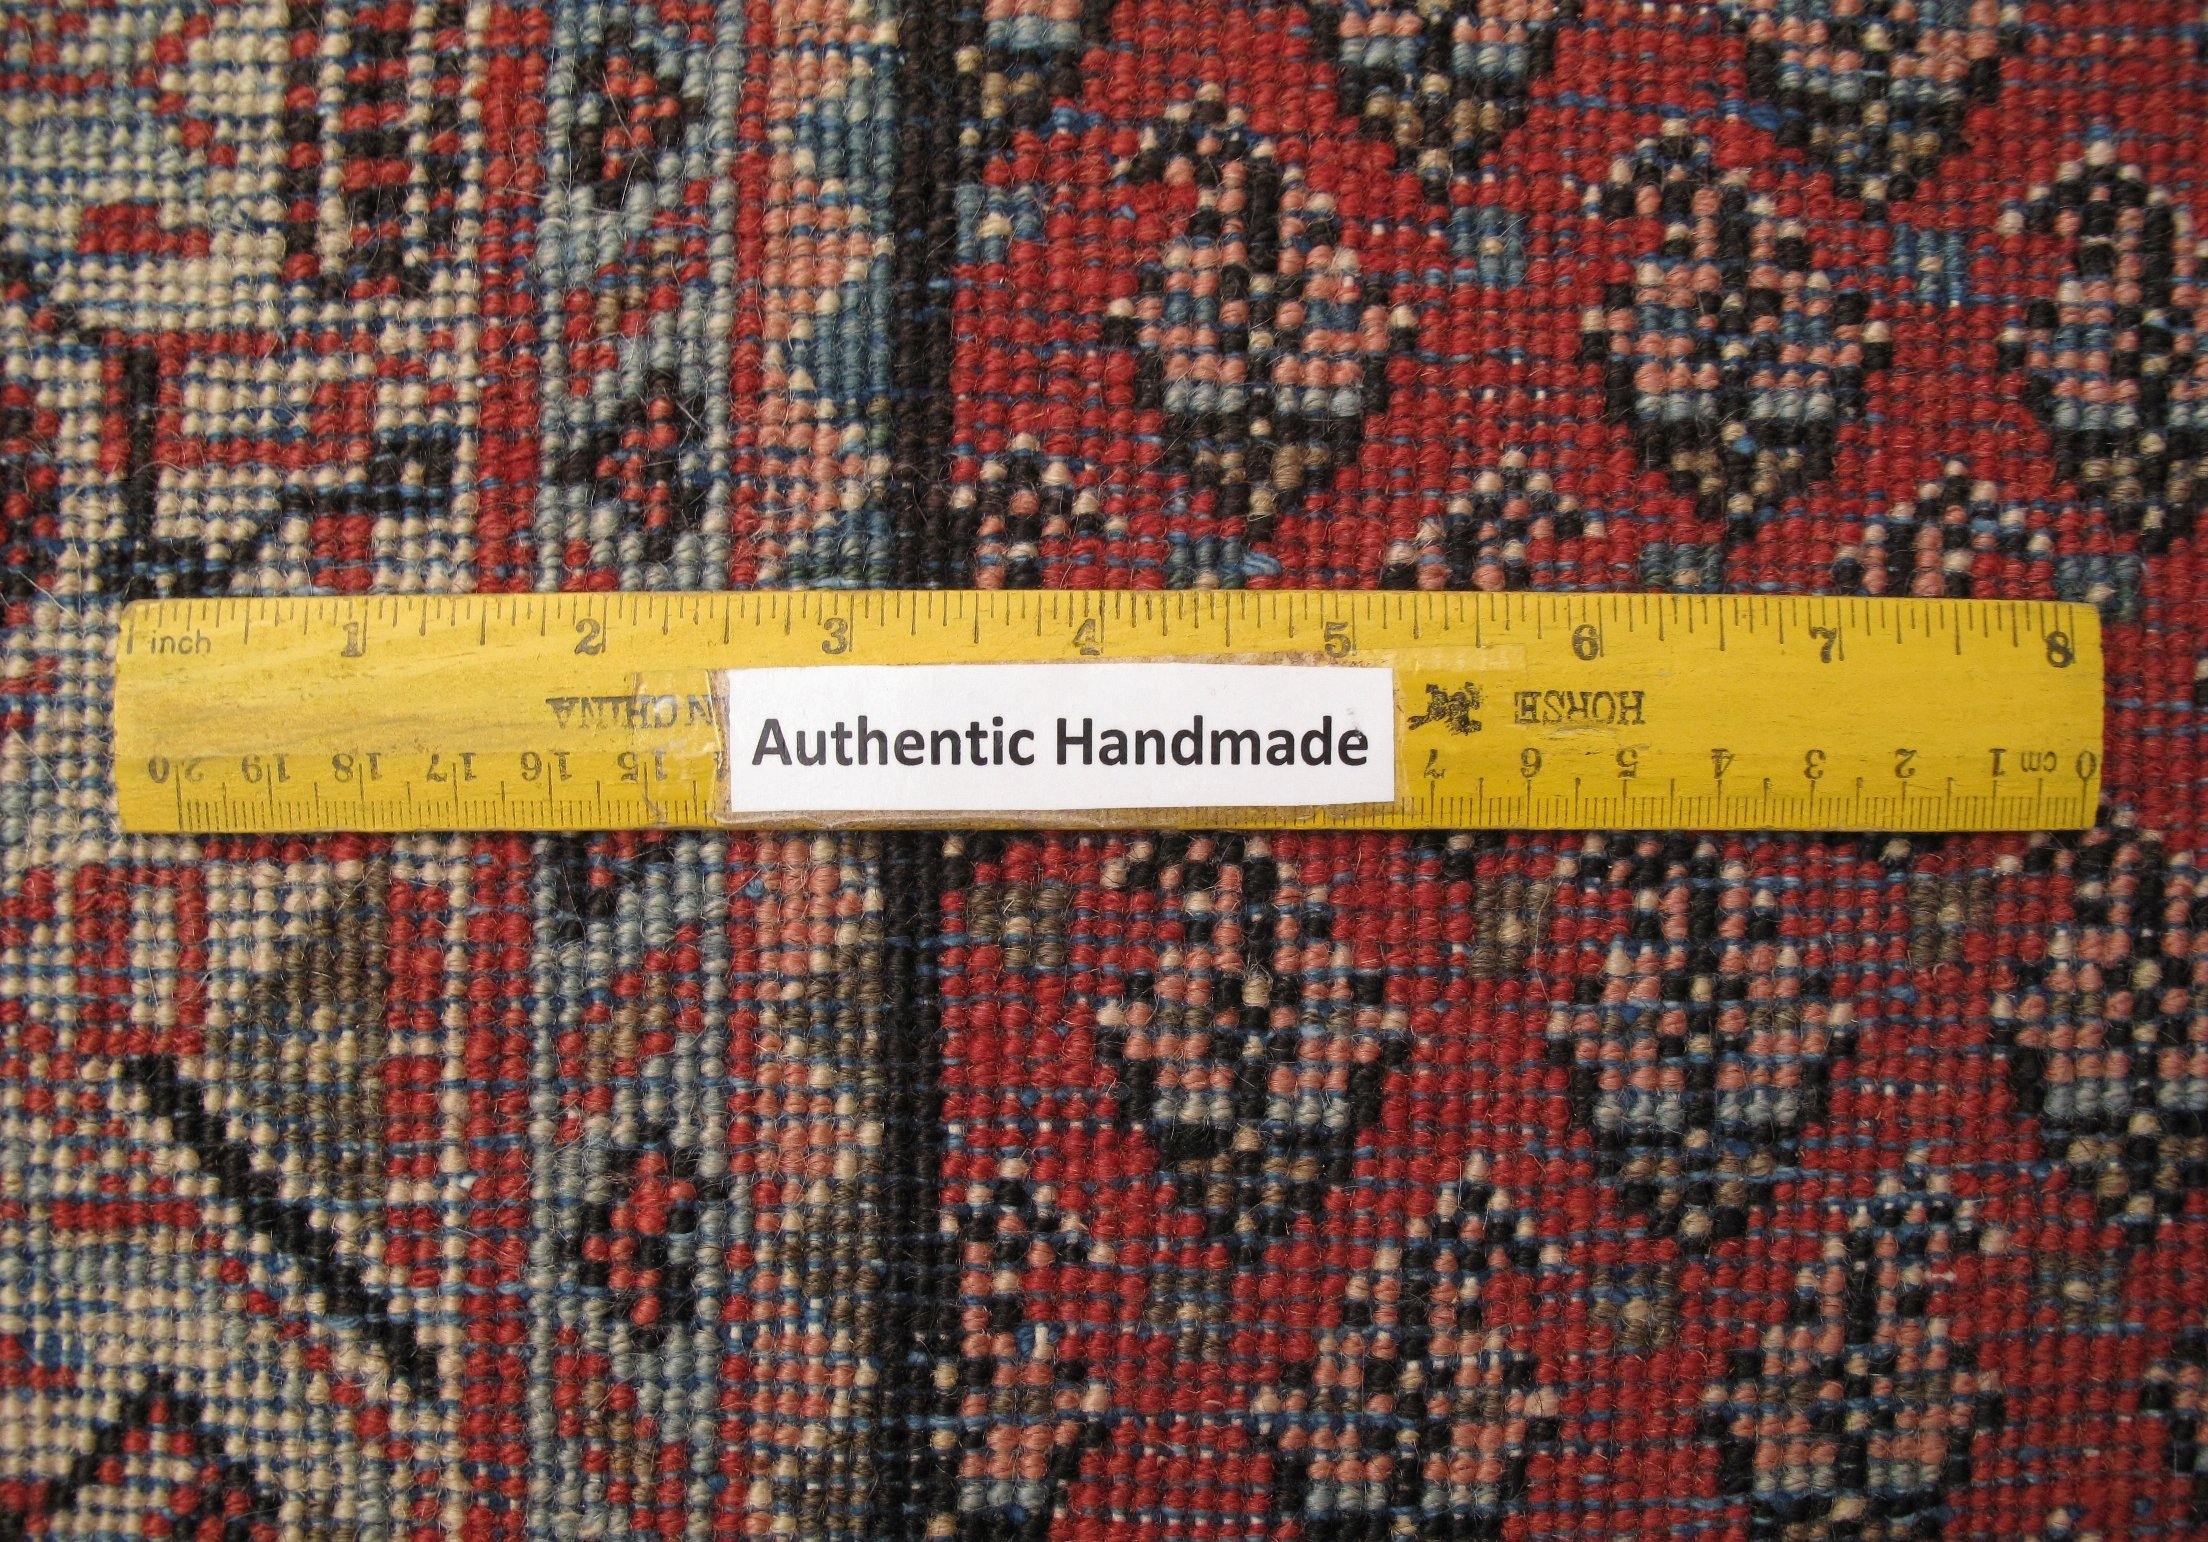 inch 1 2 3 4 5 6 7 8
IN CHINA HORSE
Authentic Handmade
0 cm 1 2 3 4 5 6 7 15 16 17 18 19 20